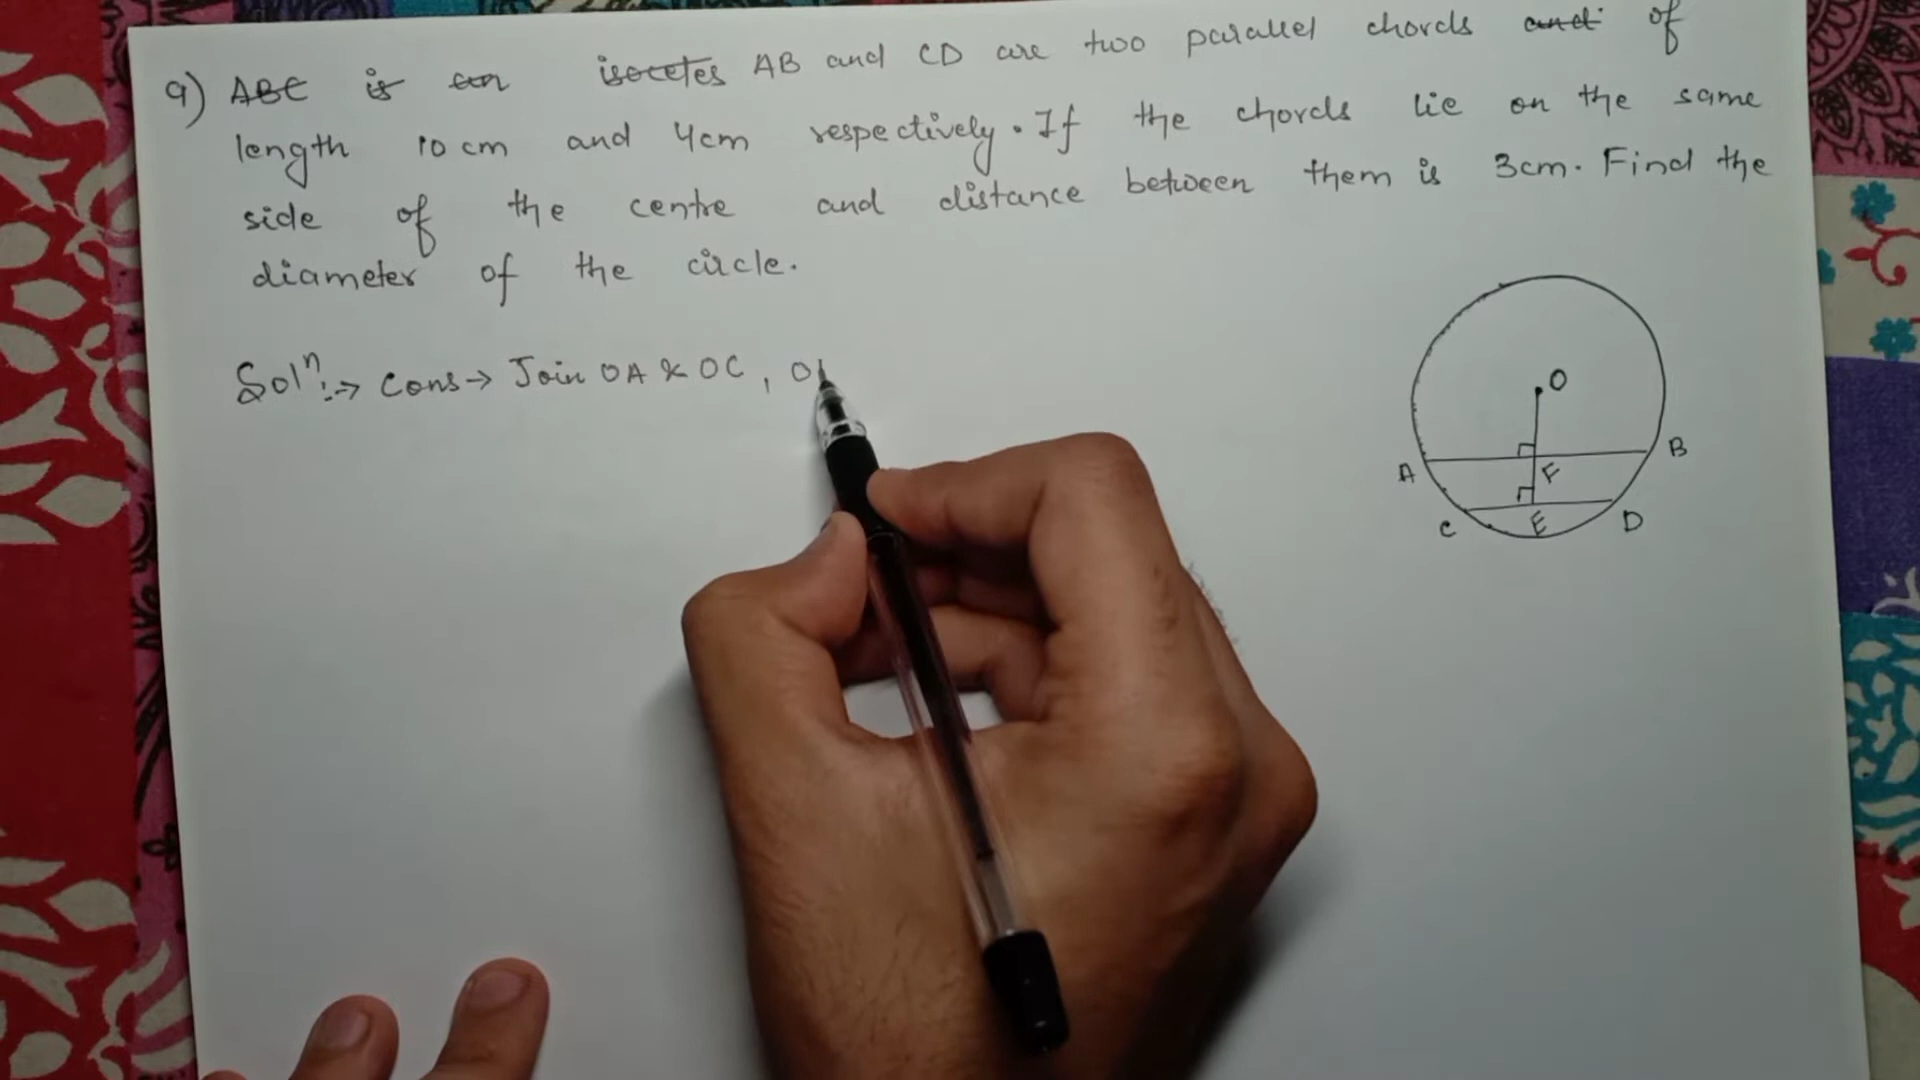 9) ABC is an isoceles AB and CD are two parallel chords and of
length 10 cm and 4cm respectively. If the chords lie on the same
side of the centre and distance between them is 3cm. Find the
diameter of the circle.
Solⁿ:→ Cons→ Join OA & OC, O
O
A
B
F
C
E
D